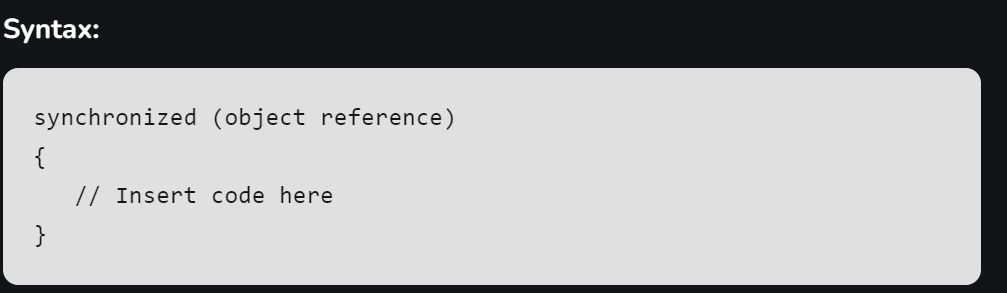 Syntax:
synchronized (object reference)
{
   // Insert code here
}